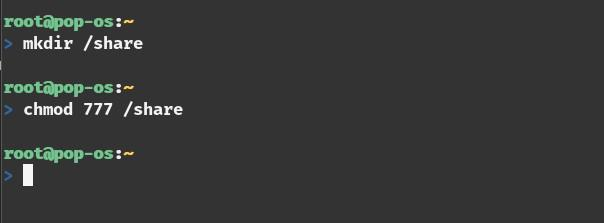 root@pop-os:~
> mkdir /share
root@pop-os:~
> chmod 777 /share
root@pop-os:~
>